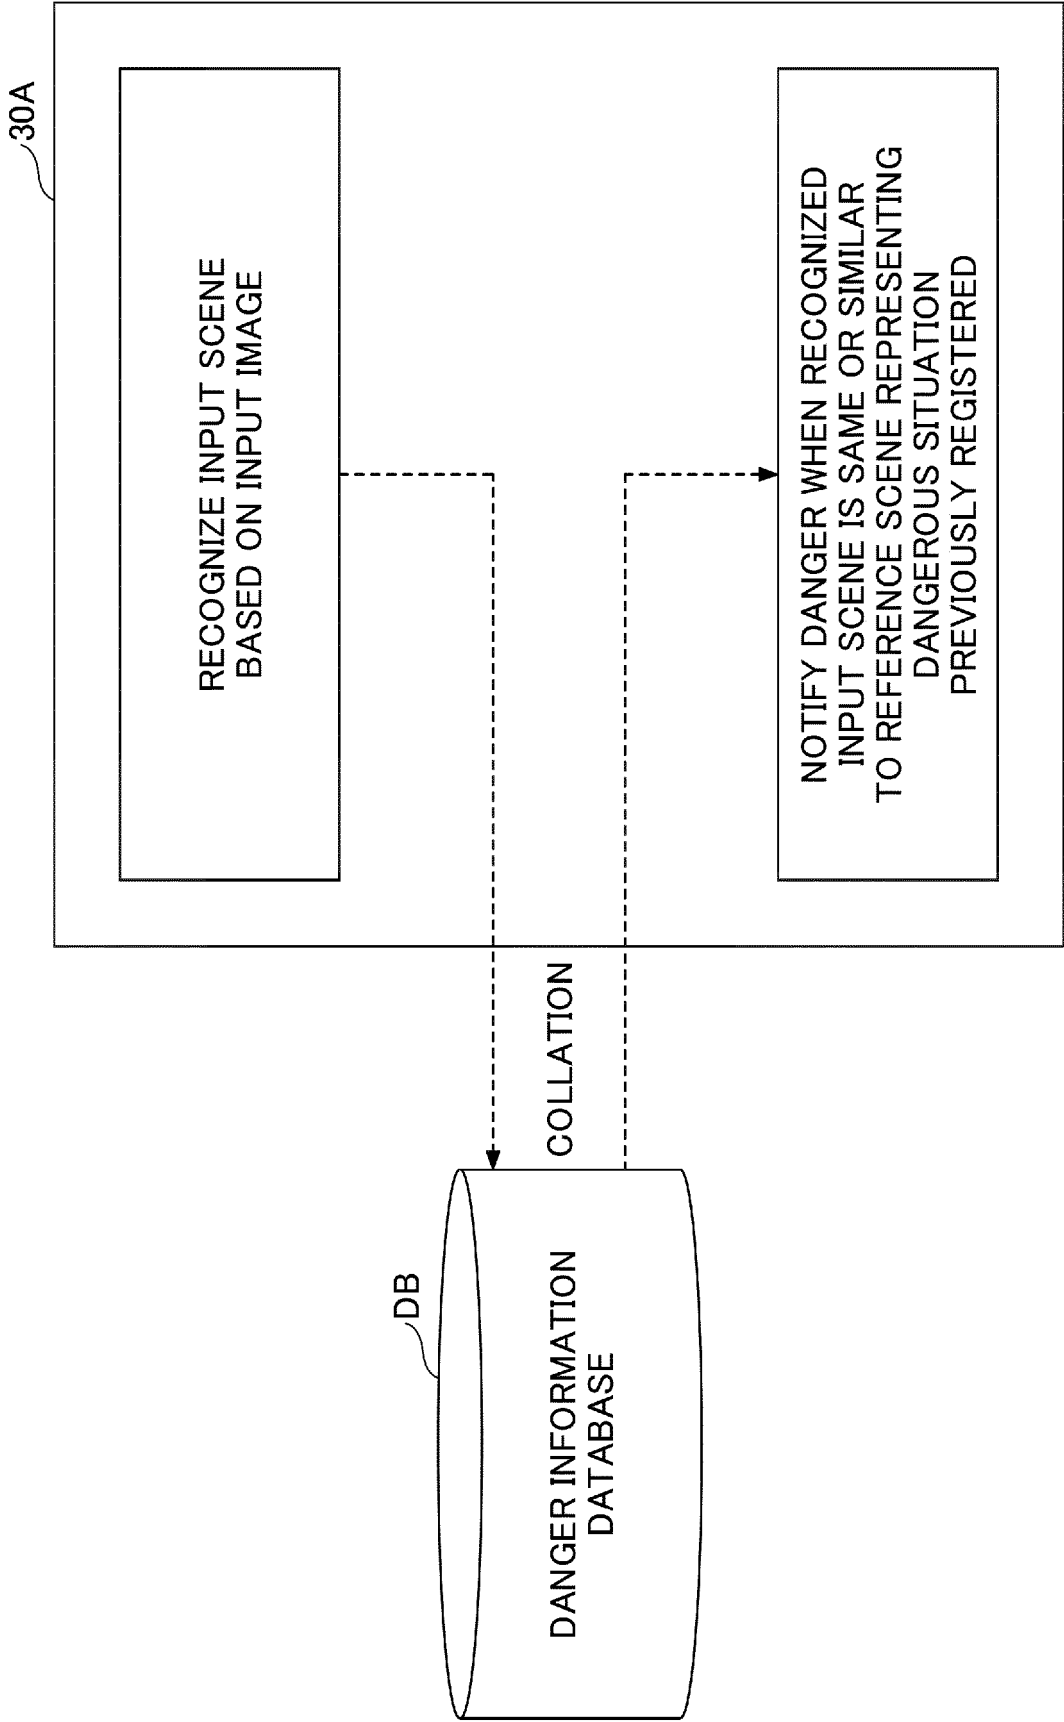 30A
RECOGNIZE INPUT SCENE
BASED ON INPUT IMAGE
DB
DANGER INFORMATION
DATABASE
COLLATION
NOTIFY DANGER WHEN RECOGNIZED
INPUT SCENE IS SAME OR SIMILAR
TO REFERENCE SCENE REPRESENTING
DANGEROUS SITUATION
PREVIOUSLY REGISTERED